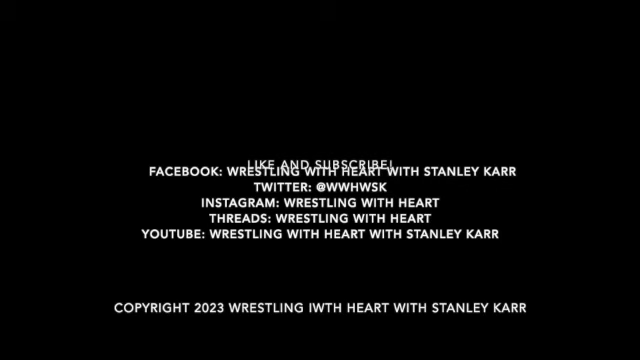 LIKE AND SUBSCRIBE!
FACEBOOK: WRESTLING WITH HEART WITH STANLEY KARR
TWITTER: @WWHWSK
INSTAGRAM: WRESTLING WITH HEART
THREADS: WRESTLING WITH HEART
YOUTUBE: WRESTLING WITH HEART WITH STANLEY KARR
COPYRIGHT 2023 WRESTLING IWTH HEART WITH STANLEY KARR